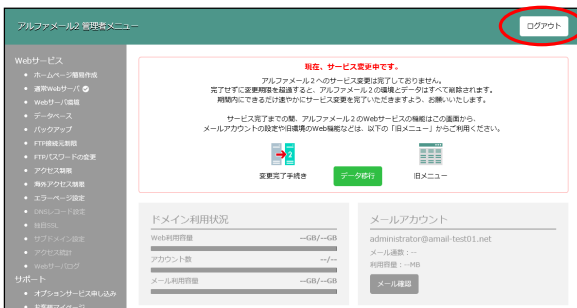 アルファメール2 管理者メニュー
ログアウト
Webサービス
ホームページ簡易作成
通常Webサーバ
Webサーバ環境
データベース
バックアップ
FTP接続元制限
FTPパスワードの変更
アクセス制限
海外アクセス制限
エラーページ設定
DNSレコード設定
独自SSL
サブドメイン設定
アクセス統計
Webサーバログ
サポート
オプションサービス申し込み
お客様マイページ
現在、サービス変更中です。
アルファメール2へのサービス変更は完了しておりません。
完了せずに変更期限を超過すると、アルファメール2の環境とデータはすべて削除されます。
期間内にできるだけ速やかにサービス変更を完了いただきますよう、お願いいたします。
サービス完了までの間、アルファメール2のWebサービスの機能はこの画面から、
メールアカウントの設定や旧環境のWeb機能などは、以下の「旧メニュー」からご利用ください。
2
変更完了手続き
データ移行
旧メニュー
ドメイン利用状況
Web利用容量 --GB/--GB
アカウント数 --/--
メール利用容量 --GB/--GB
メールアカウント
administrator@amail-test01.net
メール通数：--
利用容量：--MB
メール確認